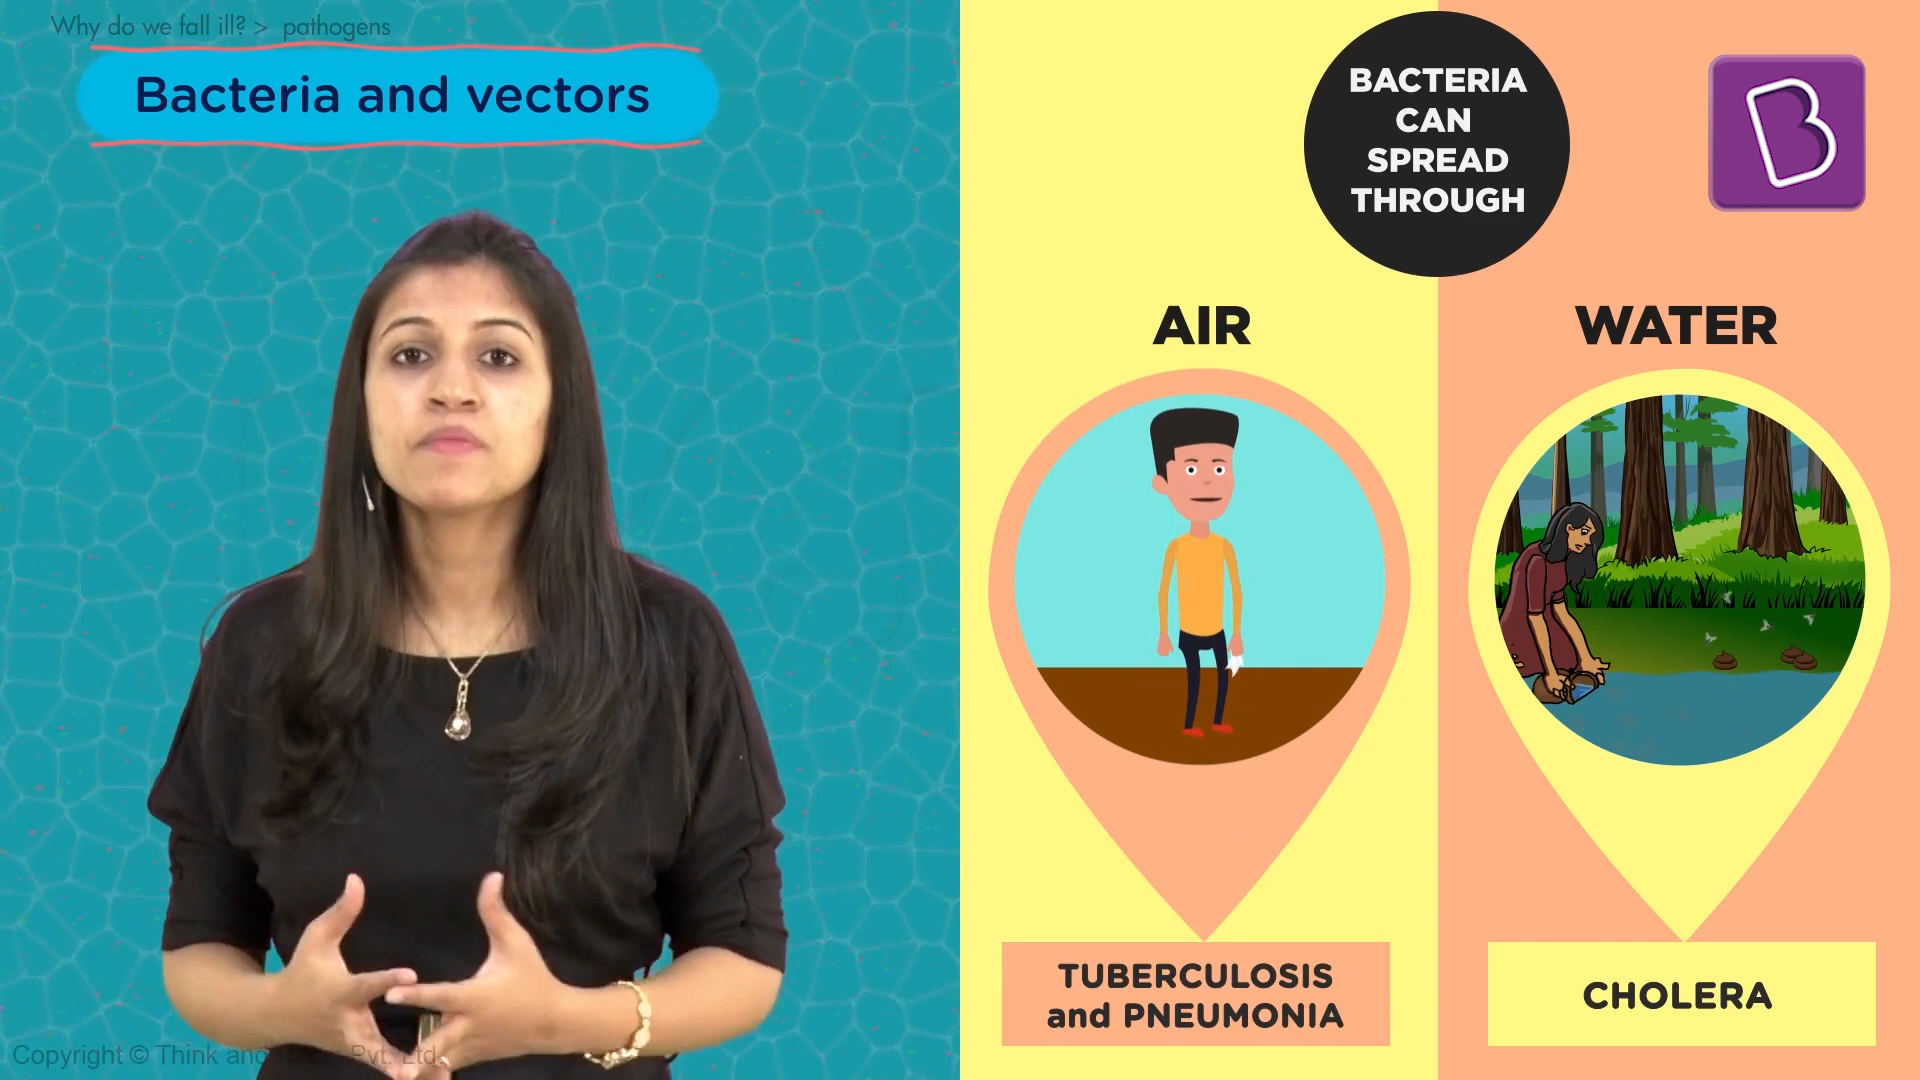 Why do we fall ill? > pathogens
Bacteria and vectors
BACTERIA
CAN
SPREAD
THROUGH
AIR
WATER
TUBERCULOSIS
and PNEUMONIA
CHOLERA
Copyright © Think and Pvt. Ltd.